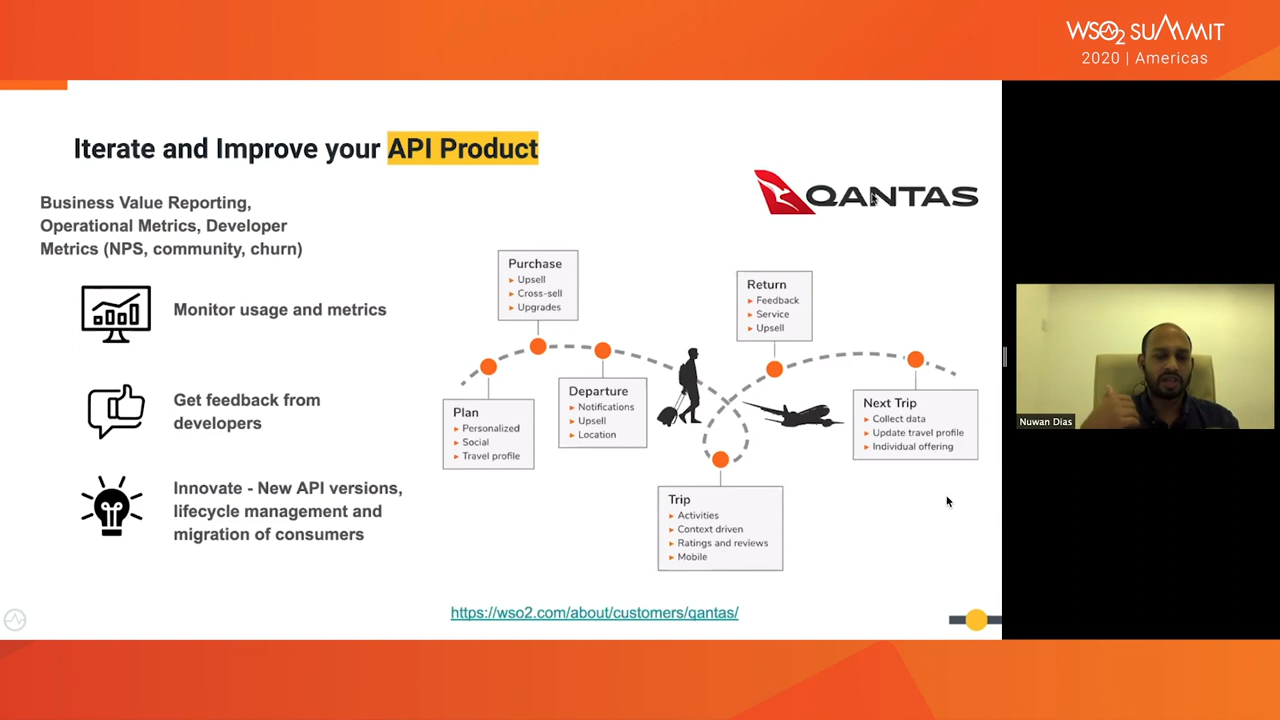 WSO2 SUMMIT
2020 | Americas
Iterate and Improve your API Product
QANTAS
Business Value Reporting,
Operational Metrics, Developer
Metrics (NPS, community, churn)
Monitor usage and metrics
Get feedback from
developers
Innovate - New API versions,
lifecycle management and
migration of consumers
Plan
Personalized
Social
Travel profile
Purchase
Upsell
Cross-sell
Upgrades
Departure
Notifications
Upsell
Location
Trip
Activities
Context driven
Ratings and reviews
Mobile
Return
Feedback
Service
Upsell
Next Trip
Collect data
Update travel profile
Individual offering
https://wso2.com/about/customers/qantas/
Nuwan Dias